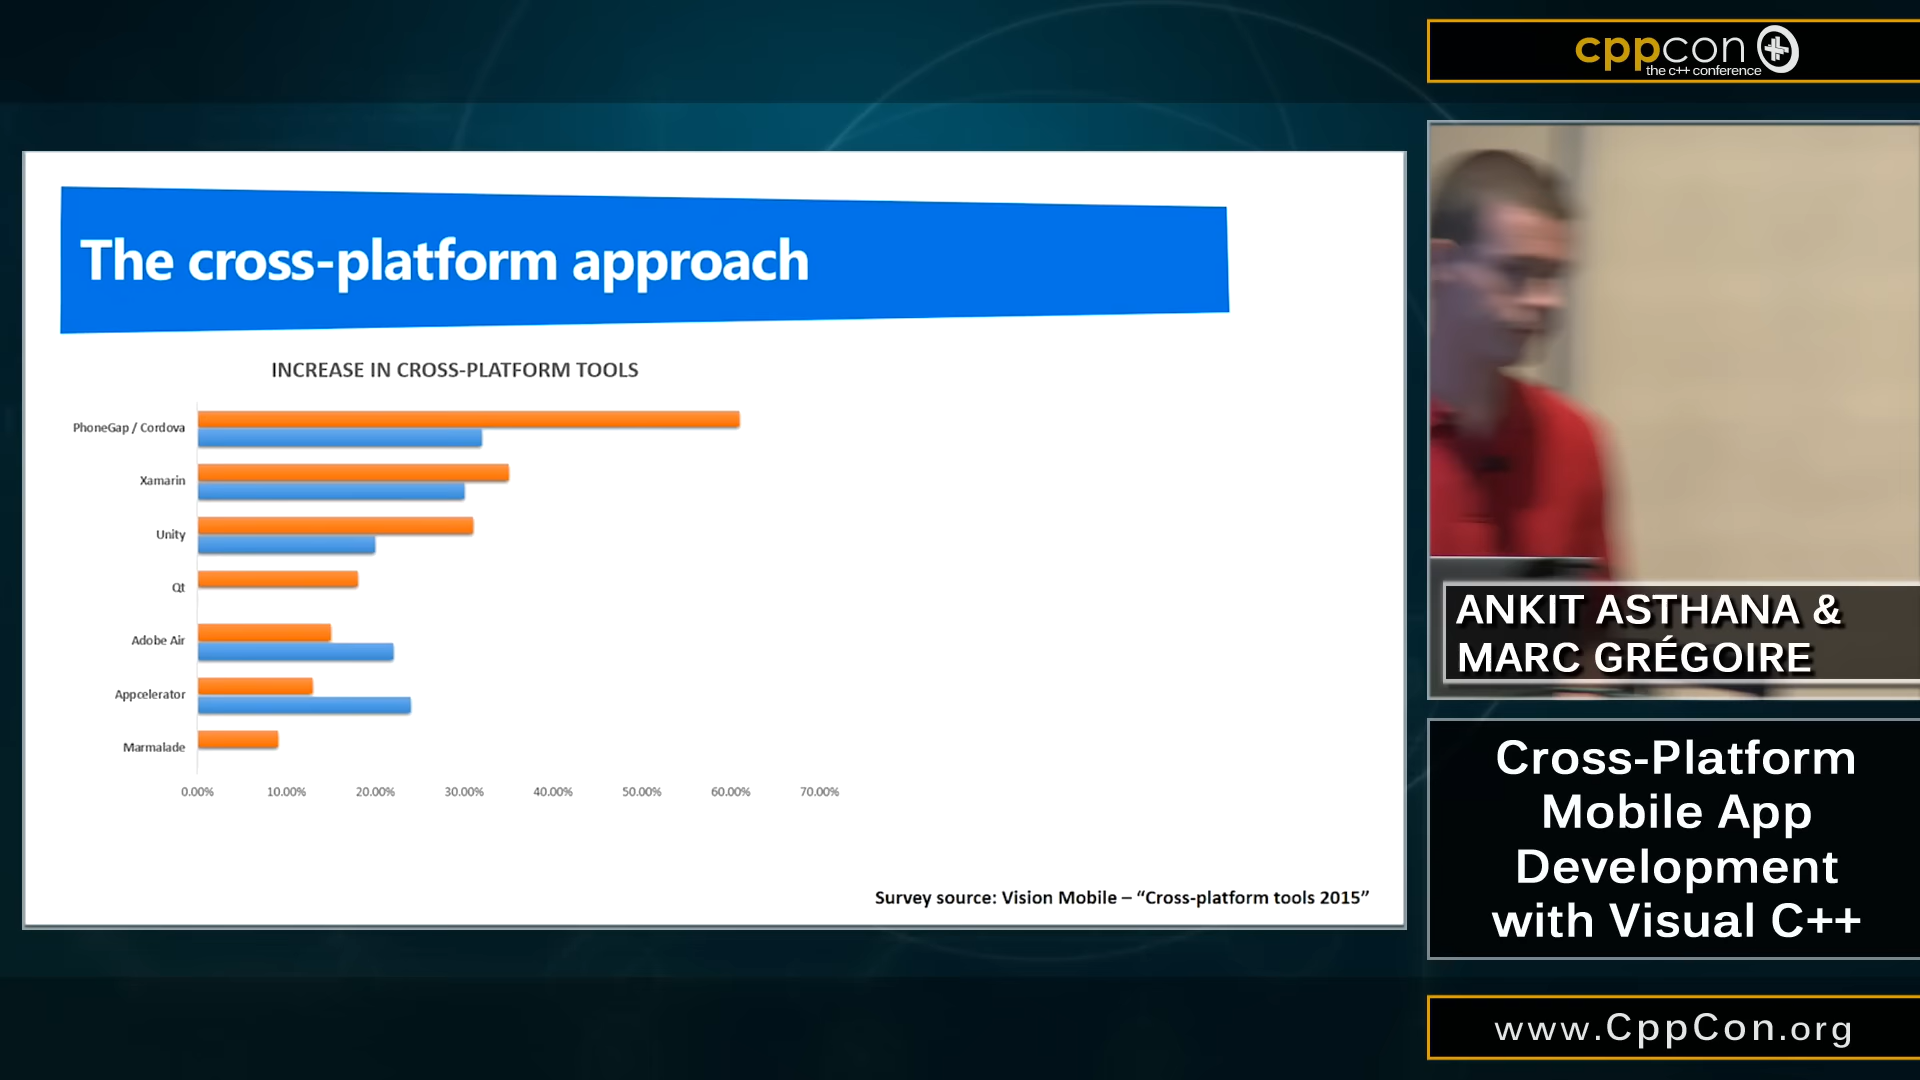 cppcon
the c++ conference
The cross-platform approach
INCREASE IN CROSS-PLATFORM TOOLS
PhoneGap / Cordova
Xamarin
Unity
Qt
Adobe Air
Appcelerator
Marmalade
0.00% 10.00% 20.00% 30.00% 40.00% 50.00% 60.00% 70.00%
Survey source: Vision Mobile – “Cross-platform tools 2015”
ANKIT ASTHANA &
MARC GRÉGOIRE
Cross-Platform
Mobile App
Development
with Visual C++
www.CppCon.org